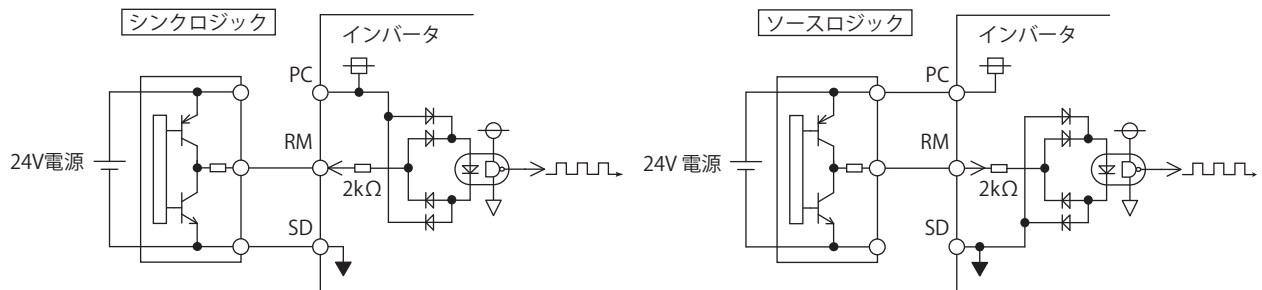 シンクロジック
インバータ
PC
RM
24V電源
2kΩ
SD
ソースロジック
インバータ
PC
RM
24V 電源
2kΩ
SD